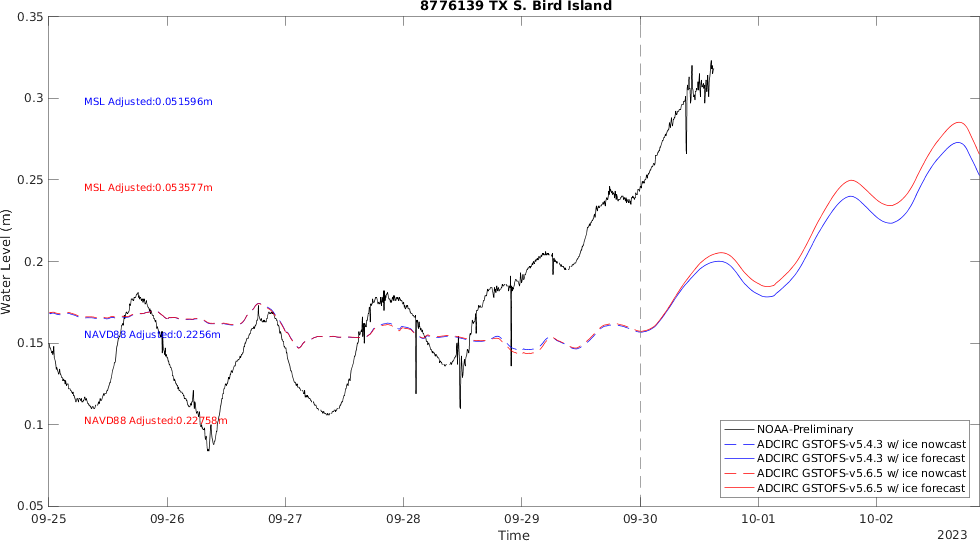 8776139 TX S. Bird Island
0.35
0.3
0.25
0.2
0.15
0.1
0.05
Water Level (m)
MSL Adjusted:0.051596m
MSL Adjusted:0.053577m
NAVD88 Adjusted:0.2256m
NAVD88 Adjusted:0.22758m
NOAA-Preliminary
ADCIRC GSTOFS-v5.4.3 w/ ice nowcast
ADCIRC GSTOFS-v5.4.3 w/ ice forecast
ADCIRC GSTOFS-v5.6.5 w/ ice nowcast
ADCIRC GSTOFS-v5.6.5 w/ ice forecast
09-25 09-26 09-27 09-28 09-29 09-30 10-01 10-02
Time
2023